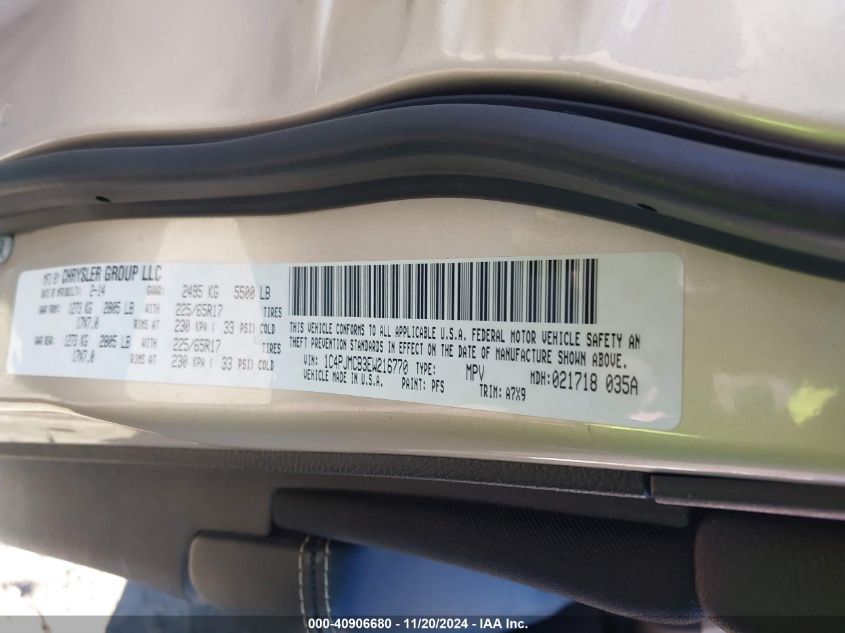 MFD BY CHRYSLER GROUP LLC
DATE OF MFR/BUILT: 2-14 GVWR: 2495 KG 5500 LB
GAWR FRONT: 1273 KG 2805 LB WITH 225/65R17 TIRES
17X7.0 RIMS AT 230 KPA ( 33 PSI) COLD
GAWR REAR: 1273 KG 2805 LB WITH 225/65R17 TIRES
17X7.0 RIMS AT 230 KPA ( 33 PSI) COLD
THIS VEHICLE CONFORMS TO ALL APPLICABLE U.S.A. FEDERAL MOTOR VEHICLE SAFETY AN
THEFT PREVENTION STANDARDS IN EFFECT ON THE DATE OF MANUFACTURE SHOWN ABOVE.
VIN: 1C4PJMCB3EW216770 TYPE: MPV MDH:021718 035A
VEHICLE MADE IN U.S.A. PAINT: PFS TRIM: A7X9
000-40906680 - 11/20/2024 - IAA Inc.